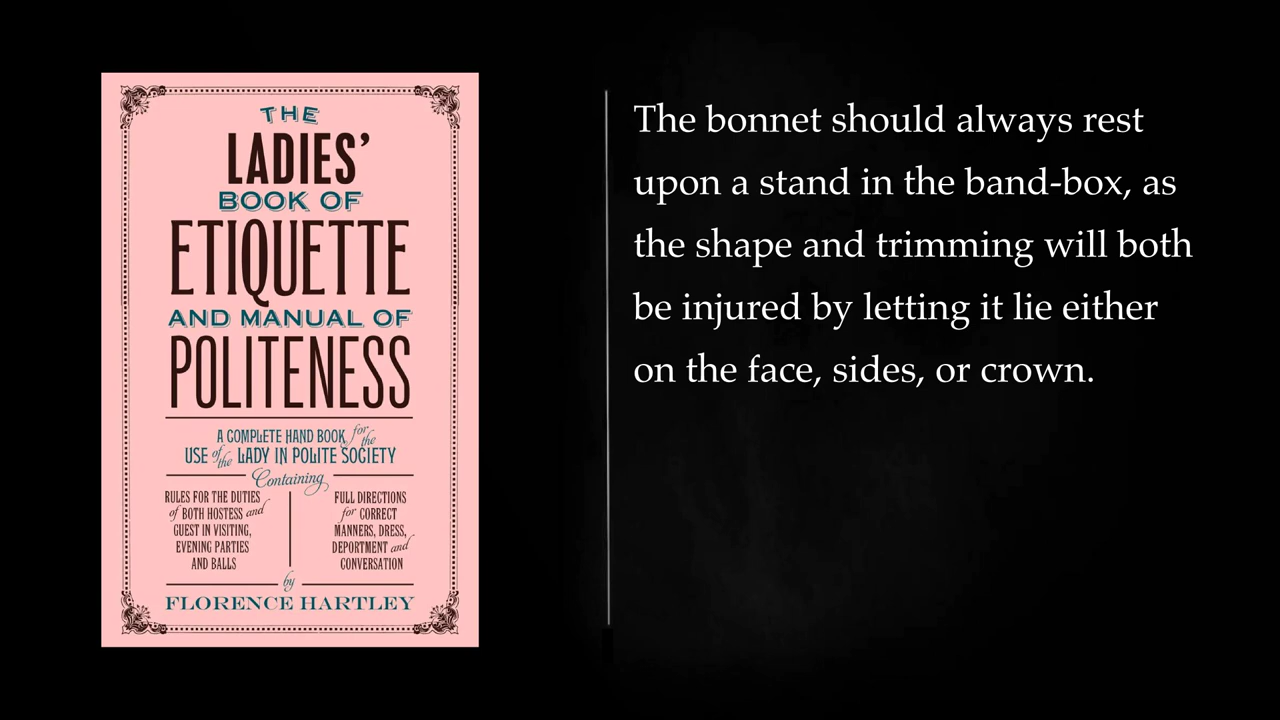 THE
LADIES'
BOOK OF
ETIQUETTE
AND MANUAL OF
POLITENESS
A COMPLETE HAND BOOK for the
USE of the LADY IN POLITE SOCIETY
Containing
RULES FOR THE DUTIES
of BOTH HOSTESS and
GUEST IN VISITING,
EVENING PARTIES
AND BALLS
FULL DIRECTIONS
for CORRECT
MANNERS, DRESS,
DEPORTMENT and
CONVERSATION
by
FLORENCE HARTLEY
The bonnet should always rest
upon a stand in the band-box, as
the shape and trimming will both
be injured by letting it lie either
on the face, sides, or crown.